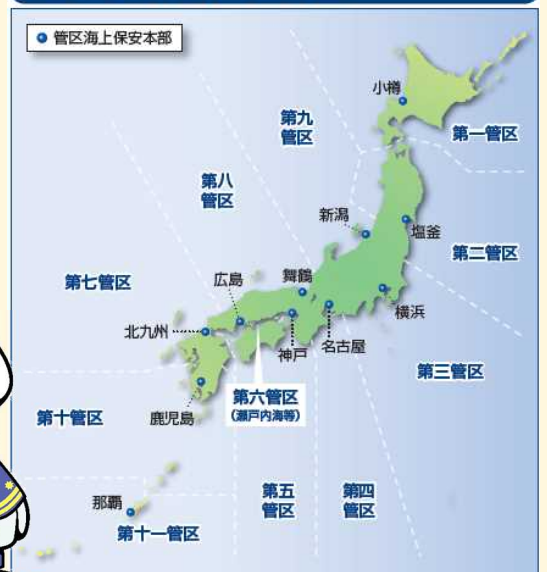 管区海上保安本部
小樽
第九
管区
第一管区
第八
管区
新潟
塩釜
第二管区
第七管区
広島
舞鶴
横浜
北九州
神戸
名古屋
第三管区
第六管区
(瀬戸内海等)
第十管区
鹿児島
那覇
第五
管区
第四
管区
第十一管区